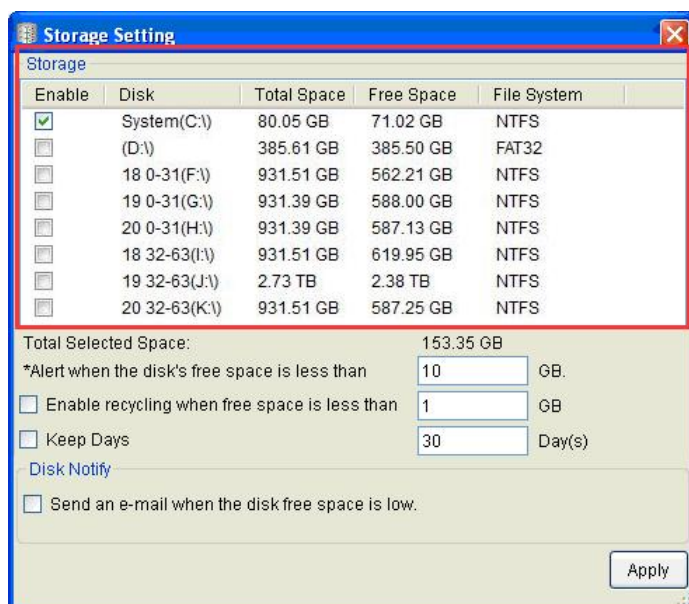 Storage Setting
Storage
Enable Disk Total Space Free Space File System
System(C:\) 80.05 GB 71.02 GB NTFS
(D:\) 385.61 GB 385.50 GB FAT32
18 0-31(F:\) 931.51 GB 562.21 GB NTFS
19 0-31(G:\) 931.39 GB 588.00 GB NTFS
20 0-31(H:\) 931.39 GB 587.13 GB NTFS
18 32-63(I:\) 931.51 GB 619.95 GB NTFS
19 32-63(J:\) 2.73 TB 2.38 TB NTFS
20 32-63(K:\) 931.51 GB 587.25 GB NTFS
Total Selected Space: 153.35 GB
*Alert when the disk's free space is less than 10 GB.
Enable recycling when free space is less than 1 GB
Keep Days 30 Day(s)
Disk Notify
Send an e-mail when the disk free space is low.
Apply